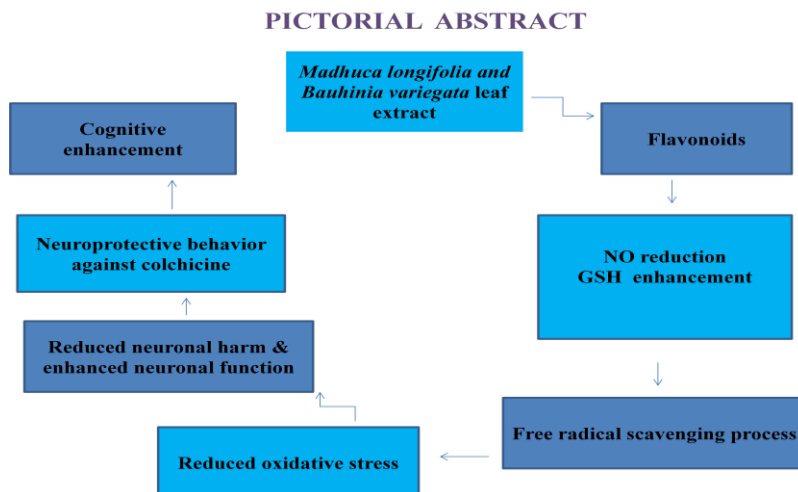 PICTORIAL ABSTRACT
Madhuca longifolia and
Bauhinia variegata leaf
extract
Flavonoids
NO reduction
GSH enhancement
Free radical scavenging process
Reduced oxidative stress
Reduced neuronal harm &
enhanced neuronal function
Neuroprotective behavior
against colchicine
Cognitive
enhancement